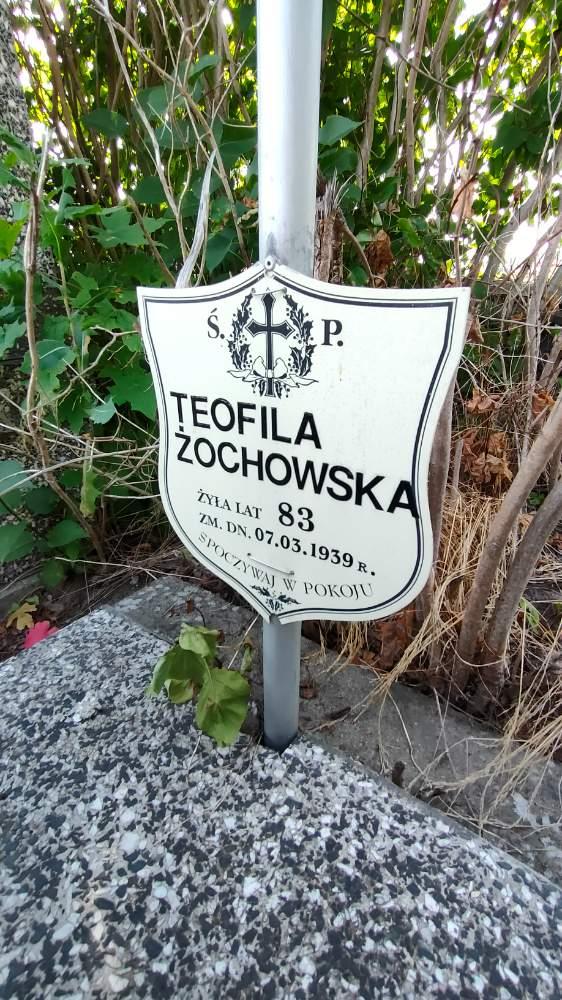 Ś. P.
TEOFILA
ŻOCHOWSKA
ŻYŁA LAT 83
ZM. DN. 07.03.1939 R.
SPOCZYWAJ W POKOJU